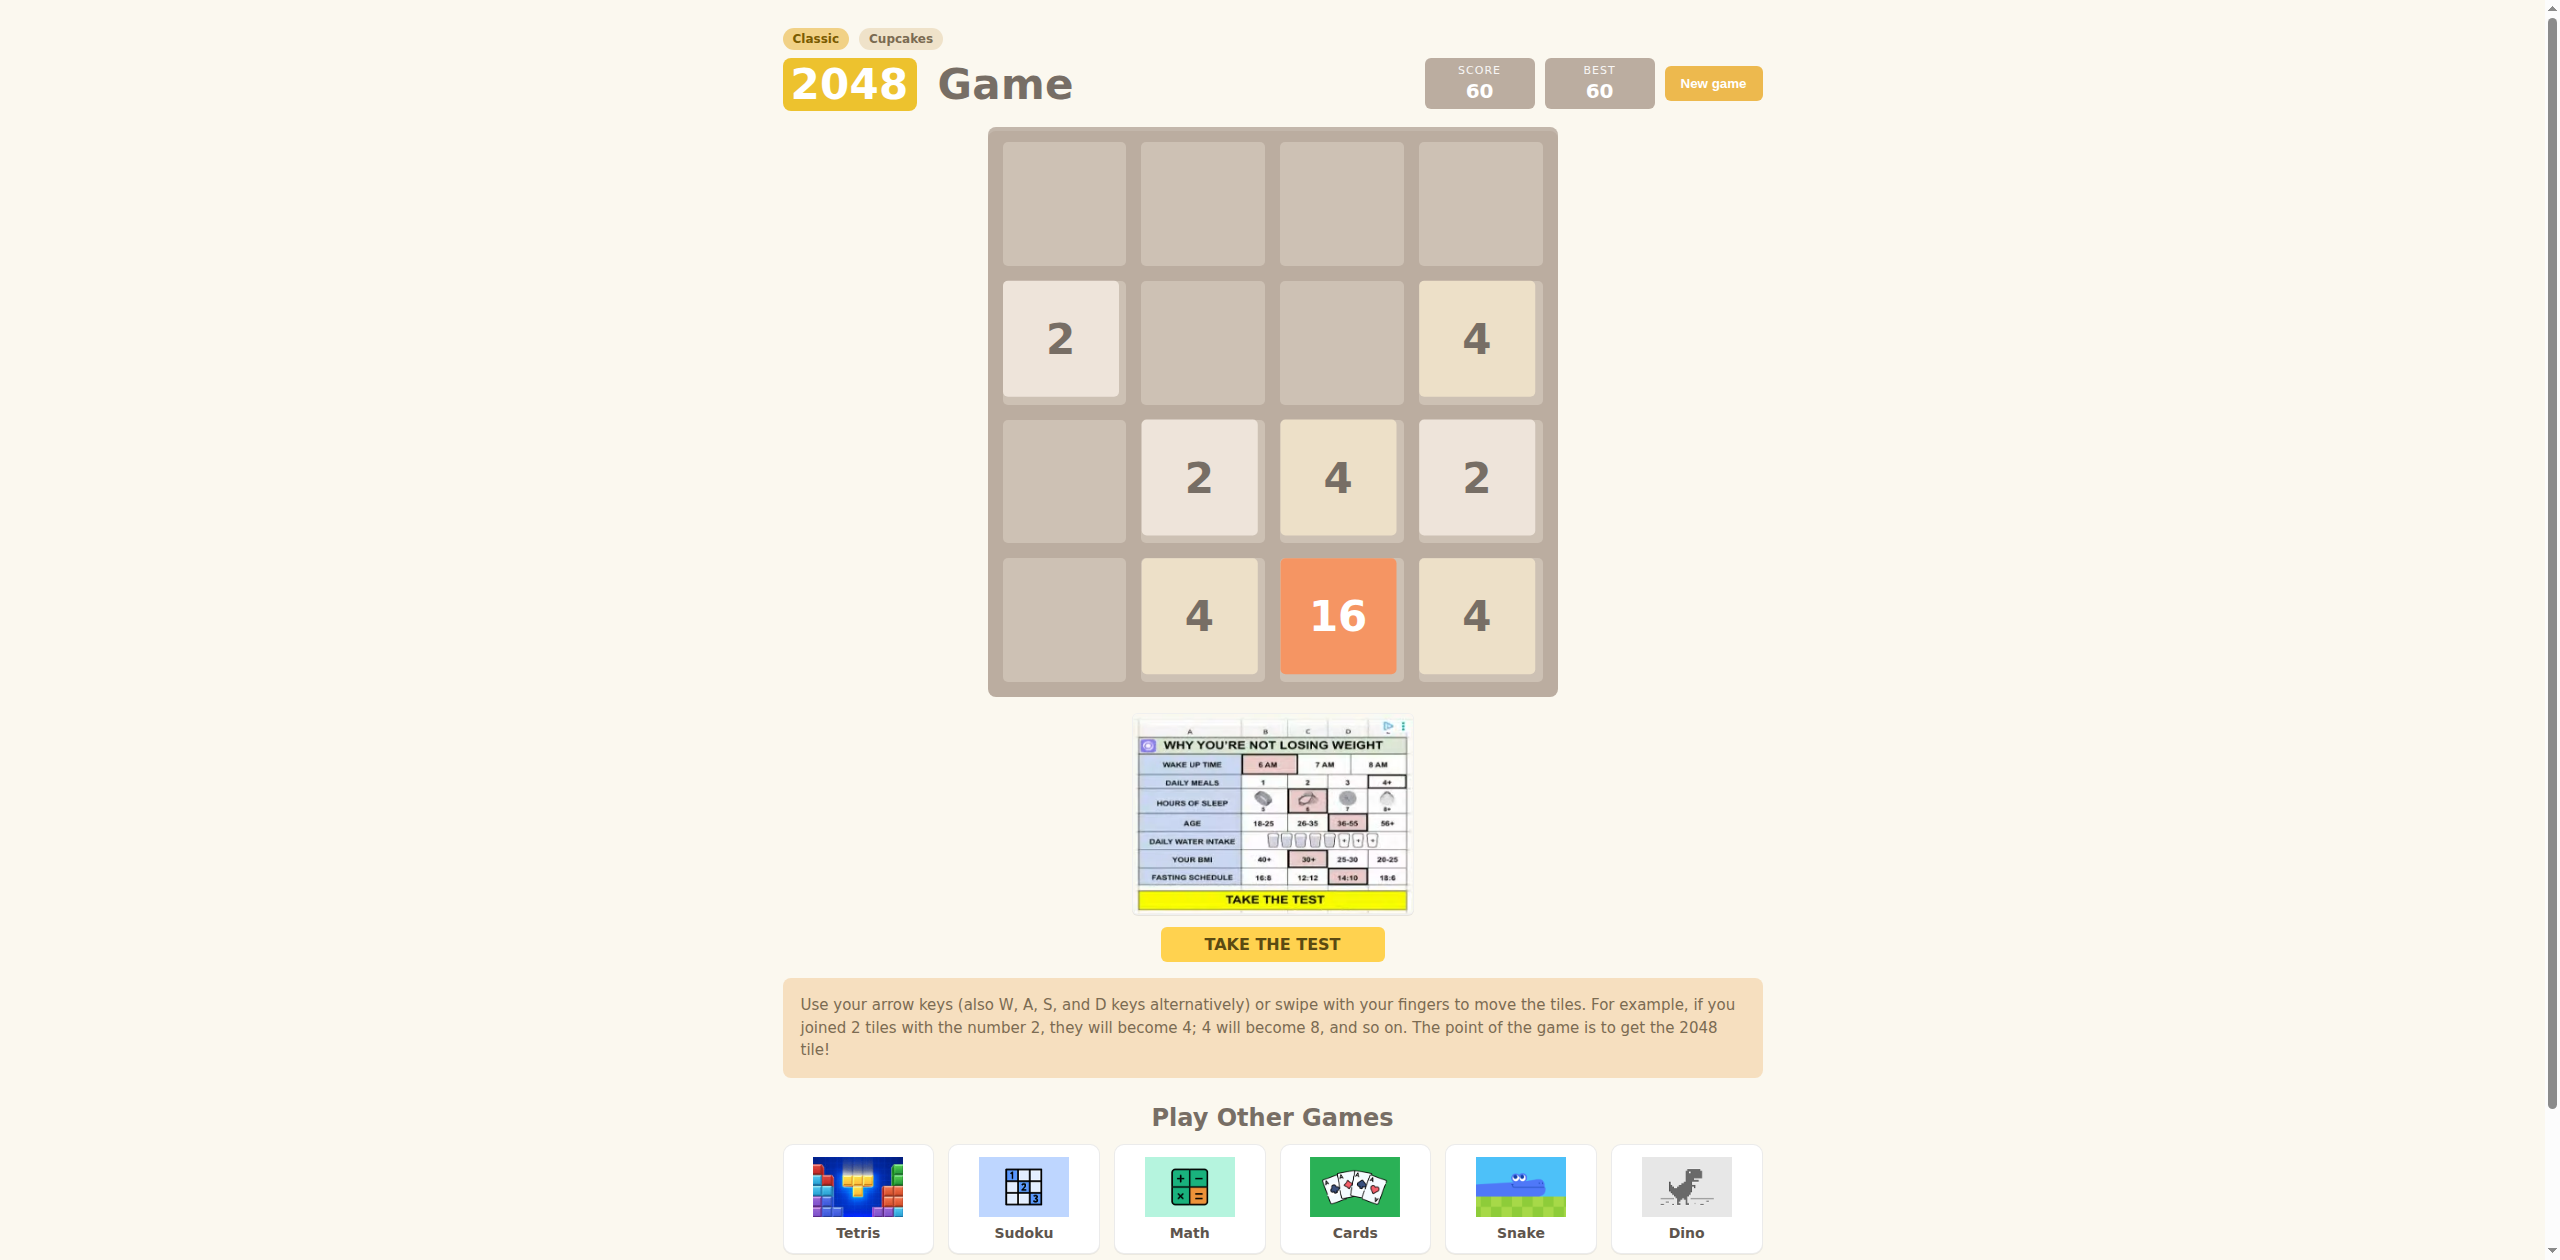 Classic Cupcakes
2048 Game
SCORE
60
BEST
60
New game
2 4
2 4 2
4 16 4
A B C D
WHY YOU'RE NOT LOSING WEIGHT
WAKE UP TIME 6 AM 7 AM 8 AM
DAILY MEALS 1 2 3 4+
HOURS OF SLEEP 5 6 7 8+
AGE 18-25 26-35 36-55 56+
DAILY WATER INTAKE
YOUR BMI 40+ 30+ 25-30 20-25
FASTING SCHEDULE 16:8 12:12 14:10 18:6
TAKE THE TEST
TAKE THE TEST
Use your arrow keys (also W, A, S, and D keys alternatively) or swipe with your fingers to move the tiles. For example, if you
joined 2 tiles with the number 2, they will become 4; 4 will become 8, and so on. The point of the game is to get the 2048
tile!
Play Other Games
1
2
3
+ −
× =
A A A A
Tetris Sudoku Math Cards Snake Dino